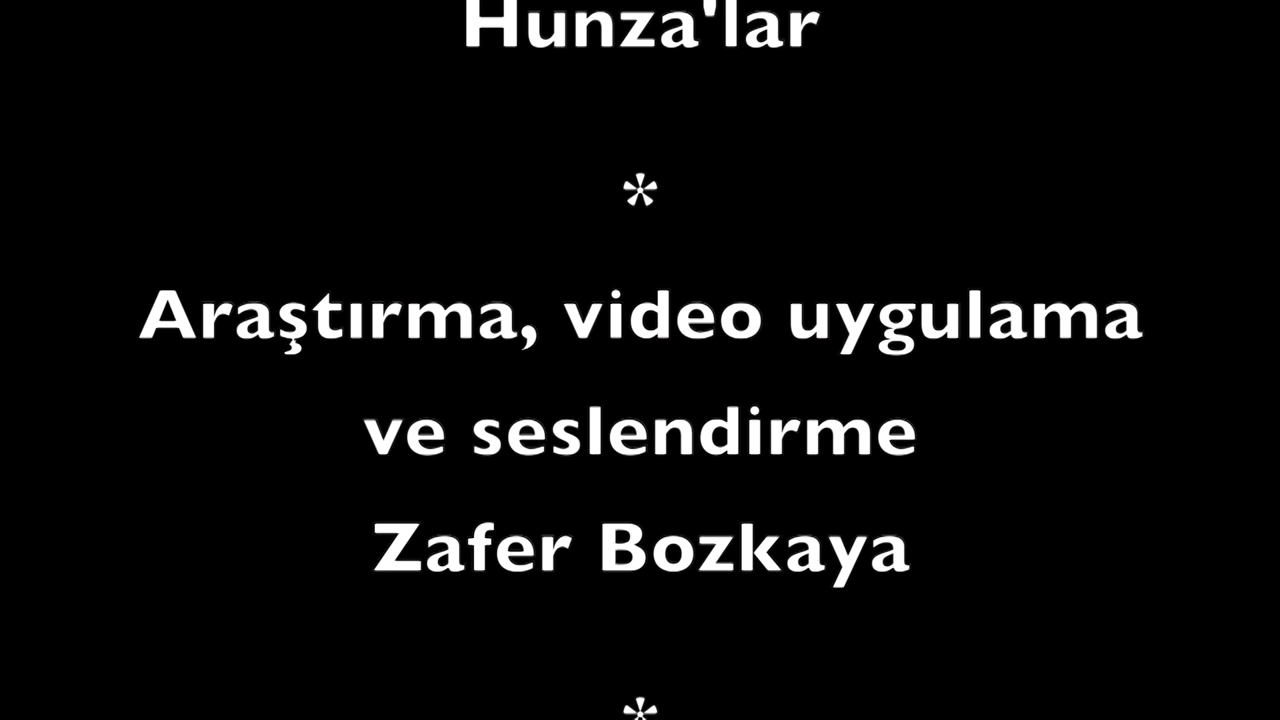 Hunza'lar
*
Araştırma, video uygulama
ve seslendirme
Zafer Bozkaya
*